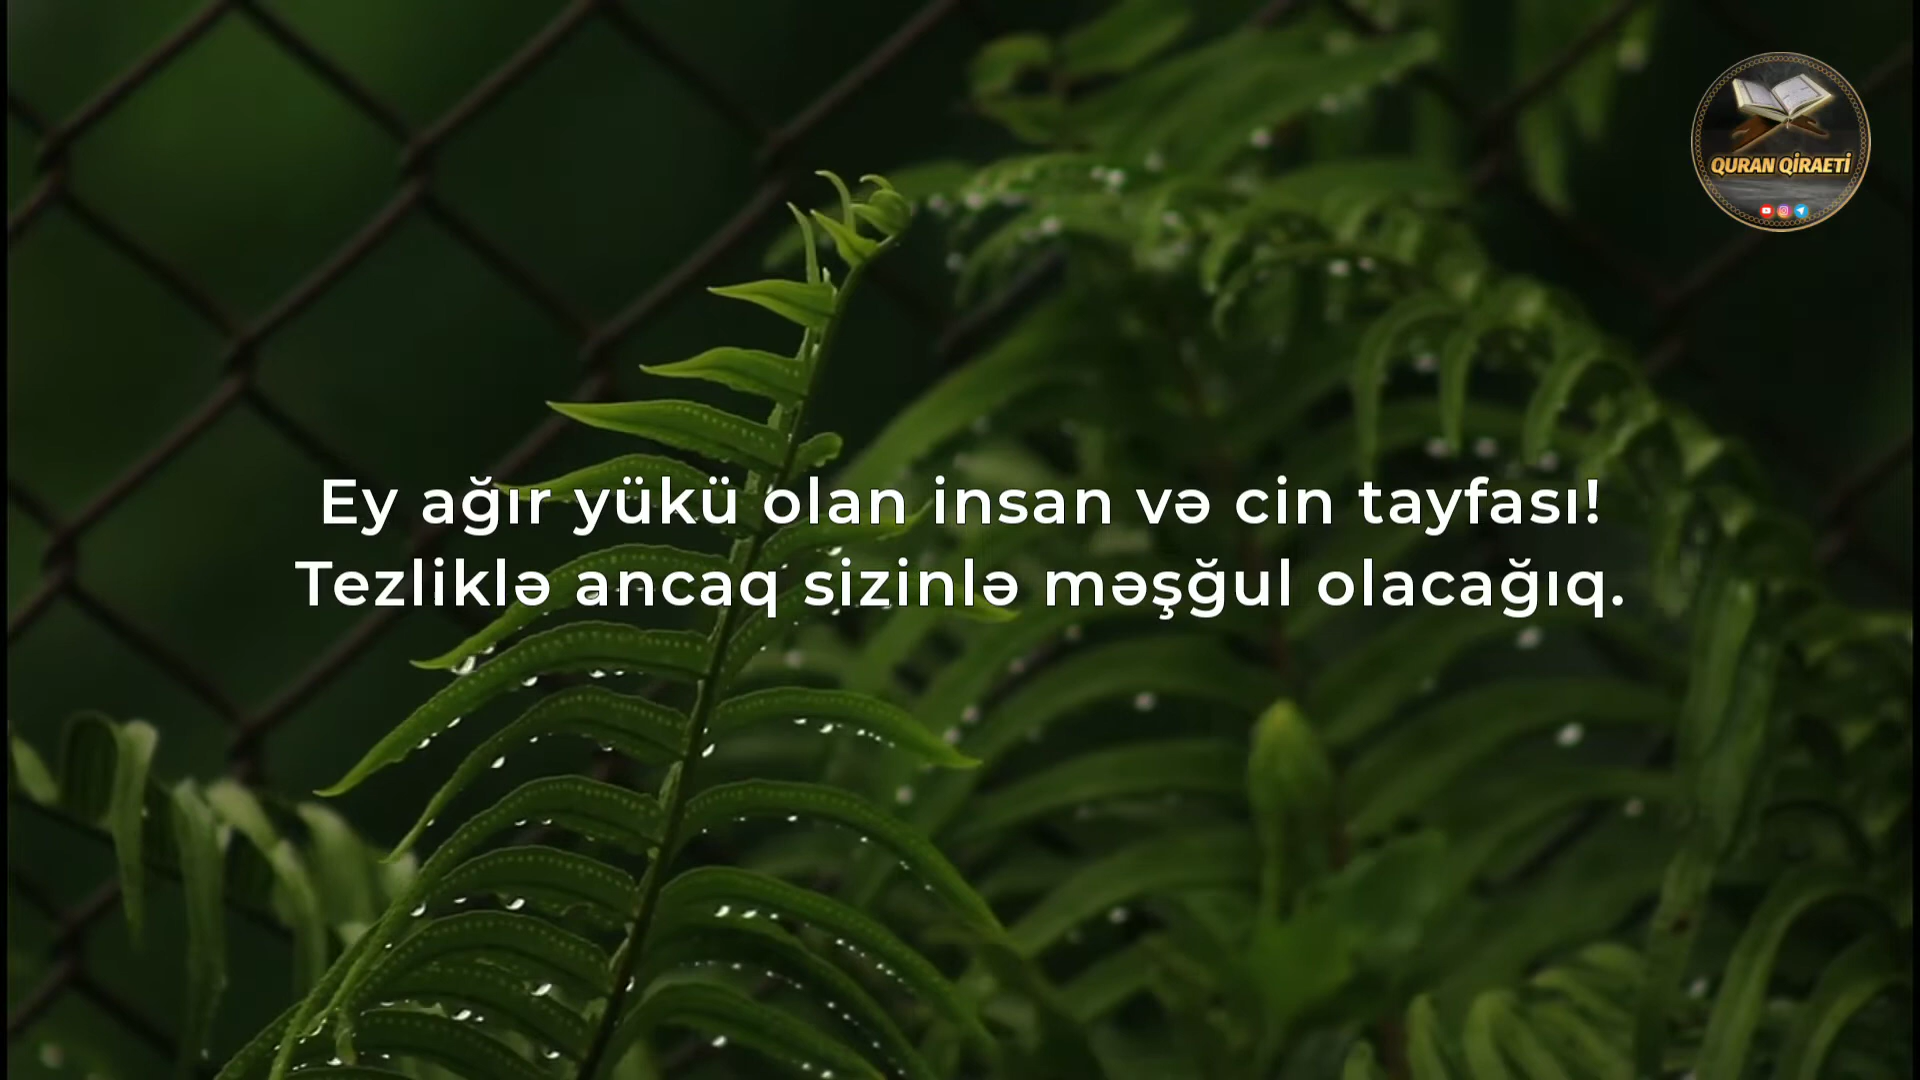 QURAN QİRAETİ
Ey ağır yükü olan insan və cin tayfası!
Tezliklə ancaq sizinlə məşğul olacağıq.